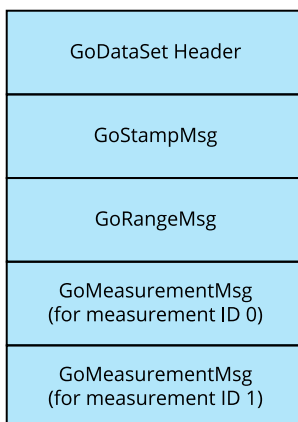 GoDataSet Header
GoStampMsg
GoRangeMsg
GoMeasurementMsg
(for measurement ID 0)
GoMeasurementMsg
(for measurement ID 1)